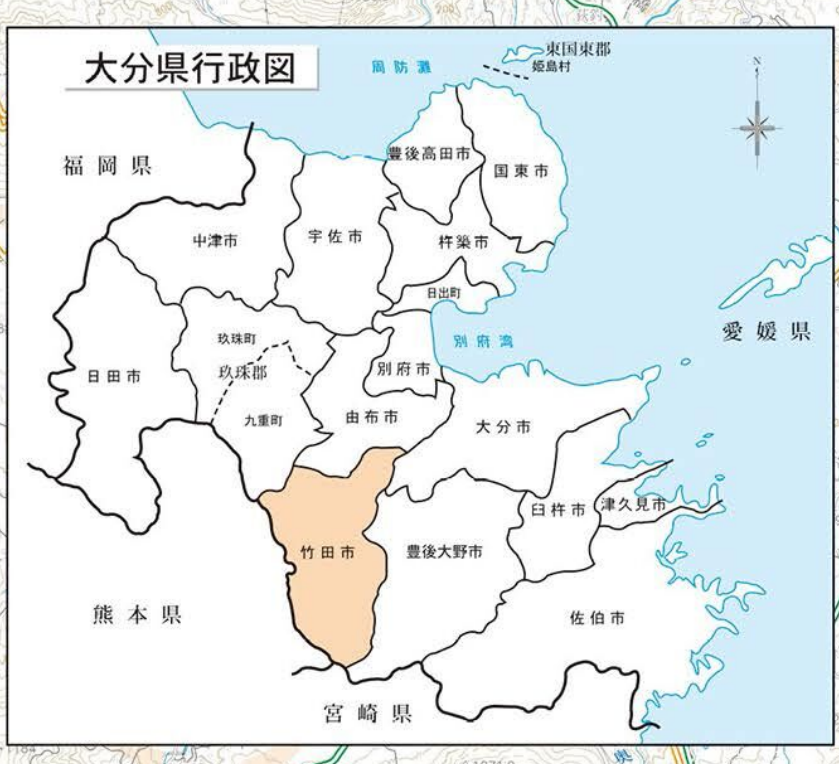 大分県行政図
周防灘
東国東郡
姫島村
N
福岡県
豊後高田市
国東市
中津市
宇佐市
杵築市
日出町
玖珠町
別府湾
愛媛県
日田市
玖珠郡
別府市
九重町
由布市
大分市
臼杵市
津久見市
竹田市
豊後大野市
熊本県
佐伯市
宮崎県